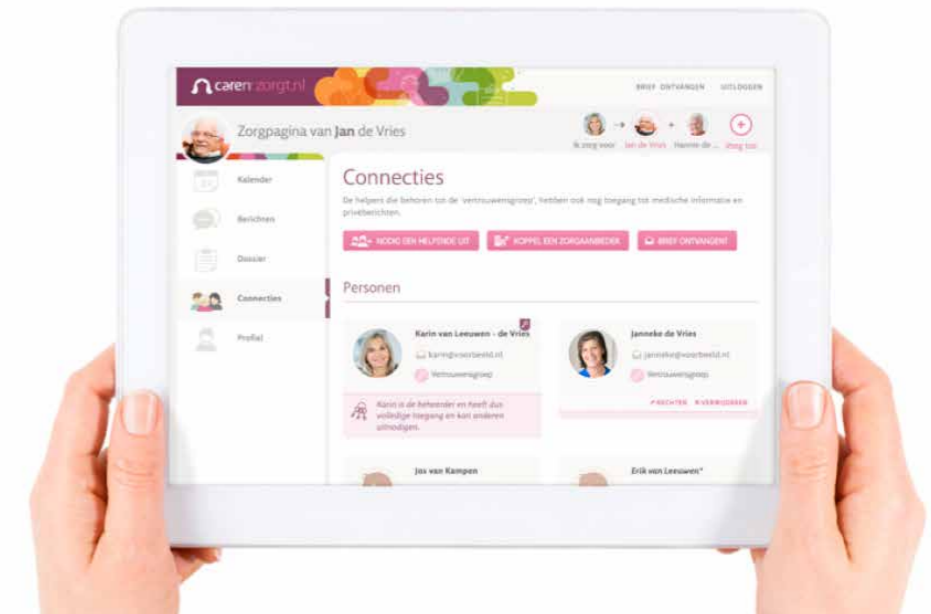 caren zorgt.nl
BRIEF ONTVANGEN UITLOGGEN
Zorgpagina van Jan de Vries
Ik zorg voor Jan de Vries Hannie de ... Voeg toe
Kalender
Berichten
Dossier
Connecties
Profiel
Connecties
De helpers die behoren tot de 'vertrouwensgroep', hebben ook nog toegang tot medische informatie en
privéberichten.
NODIG EEN HELPENDE UIT
KOPPEL EEN ZORGAANBIEDER
BRIEF ONTVANGEN?
Personen
Karin van Leeuwen - de Vries
karin@voorbeeld.nl
Vertrouwensgroep
Karin is de beheerder en heeft dus
volledige toegang en kan anderen
uitnodigen.
Janneke de Vries
janneke@voorbeeld.nl
Vertrouwensgroep
RECHTEN VERWIJDEREN
Jos van Kampen
Erik van Leeuwen*